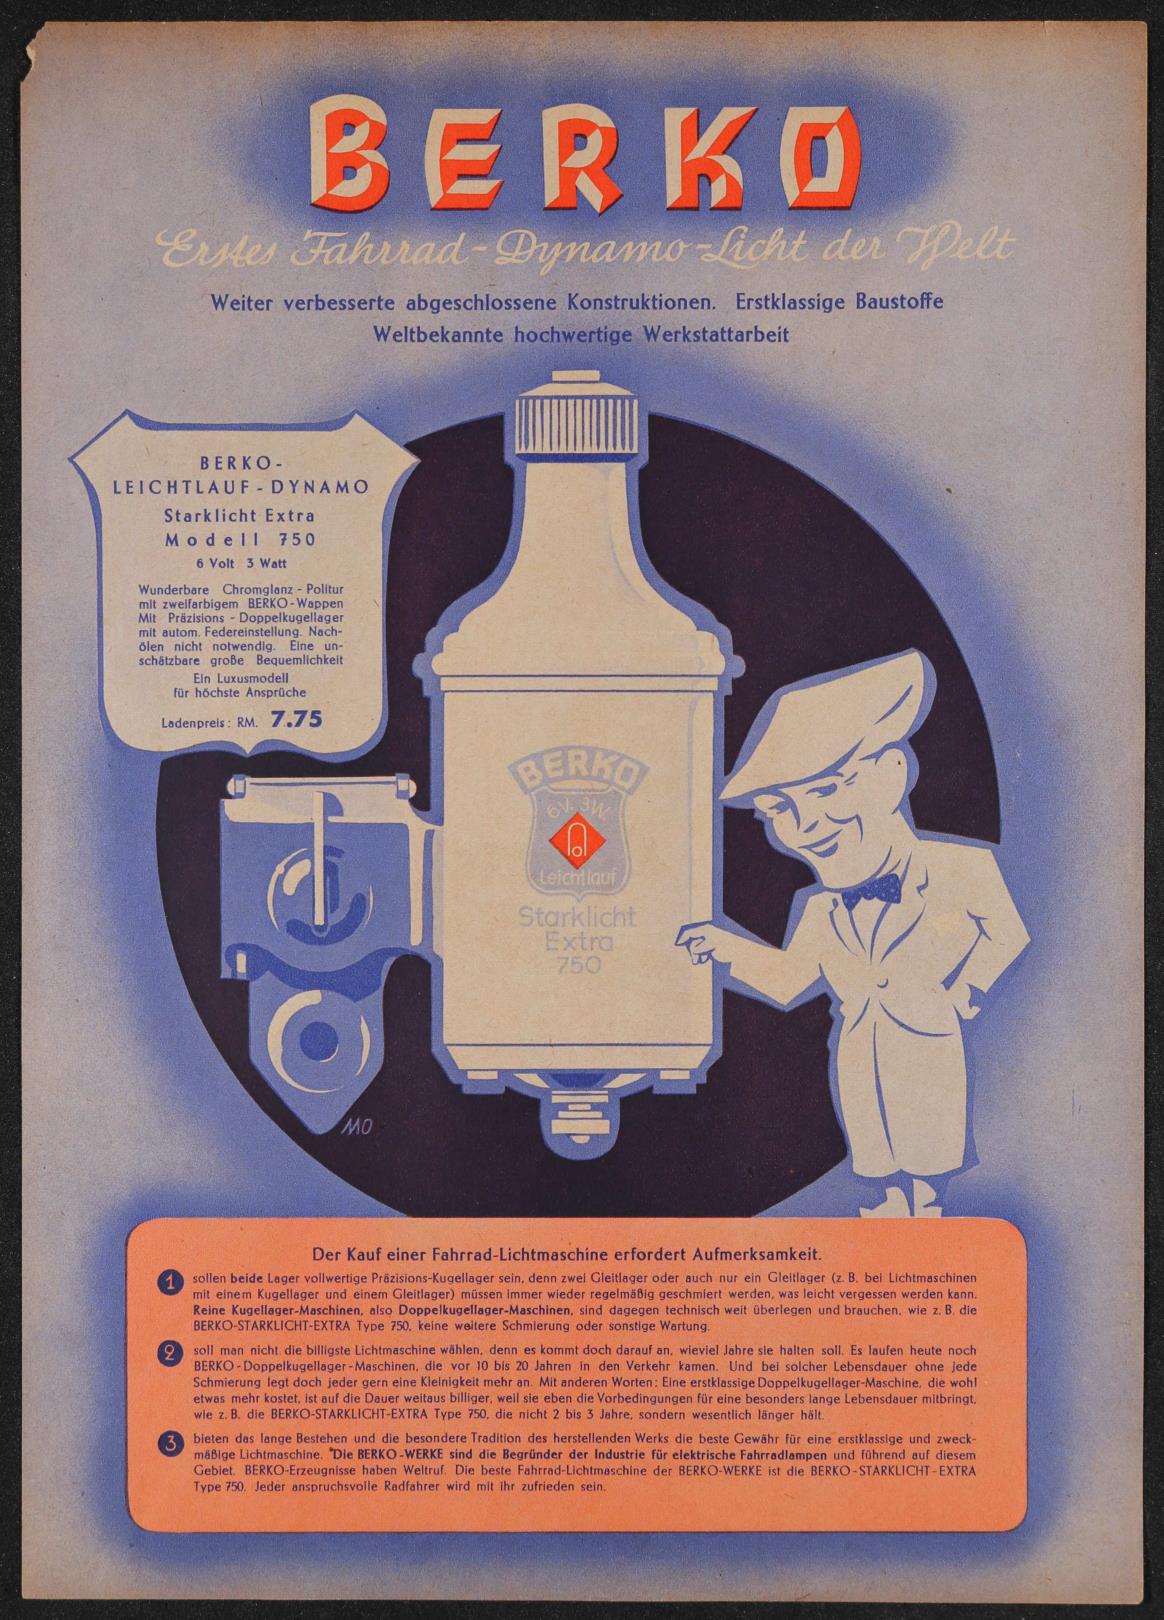 BERKO
Erstes Fahrrad-Dynamo-Licht der Welt
Weiter verbesserte abgeschlossene Konstruktionen. Erstklassige Baustoffe
Weltbekannte hochwertige Werkstattarbeit
BERKO-
LEICHTLAUF-DYNAMO
Starklicht Extra
Modell 750
6 Volt 3 Watt
Wunderbare Chromglanz-Politur
mit zweifarbigem BERKO-Wappen
Mit Präzisions-Doppelkugellager
mit autom. Federeinstellung. Nach-
ölen nicht notwendig. Eine un-
schätzbare große Bequemlichkeit
Ein Luxusmodell
für höchste Ansprüche
Ladenpreis: RM. 7.75
BERKO
6V. 3W
Leichtlauf
Starklicht
Extra
750
MO
Der Kauf einer Fahrrad-Lichtmaschine erfordert Aufmerksamkeit.
1 sollen beide Lager vollwertige Präzisions-Kugellager sein, denn zwei Gleitlager oder auch nur ein Gleitlager (z. B. bei Lichtmaschinen
mit einem Kugellager und einem Gleitlager) müssen immer wieder regelmäßig geschmiert werden, was leicht vergessen werden kann.
Reine Kugellager-Maschinen, also Doppelkugellager-Maschinen, sind dagegen technisch weit überlegen und brauchen, wie z. B. die
BERKO-STARKLICHT-EXTRA Type 750, keine weitere Schmierung oder sonstige Wartung.
2 soll man nicht die billigste Lichtmaschine wählen, denn es kommt doch darauf an, wieviel Jahre sie halten soll. Es laufen heute noch
BERKO-Doppelkugellager-Maschinen, die vor 10 bis 20 Jahren in den Verkehr kamen. Und bei solcher Lebensdauer ohne jede
Schmierung legt doch jeder gern eine Kleinigkeit mehr an. Mit anderen Worten: Eine erstklassige Doppelkugellager-Maschine, die wohl
etwas mehr kostet, ist auf die Dauer weitaus billiger, weil sie eben die Vorbedingungen für eine besonders lange Lebensdauer mitbringt,
wie z. B. die BERKO-STARKLICHT-EXTRA Type 750, die nicht 2 bis 3 Jahre, sondern wesentlich länger hält.
3 bieten das lange Bestehen und die besondere Tradition des herstellenden Werks die beste Gewähr für eine erstklassige und zweck-
mäßige Lichtmaschine. Die BERKO-WERKE sind die Begründer der Industrie für elektrische Fahrradlampen und führend auf diesem
Gebiet. BERKO-Erzeugnisse haben Weltruf. Die beste Fahrrad-Lichtmaschine der BERKO-WERKE ist die BERKO-STARKLICHT-EXTRA
Type 750. Jeder anspruchsvolle Radfahrer wird mit ihr zufrieden sein.